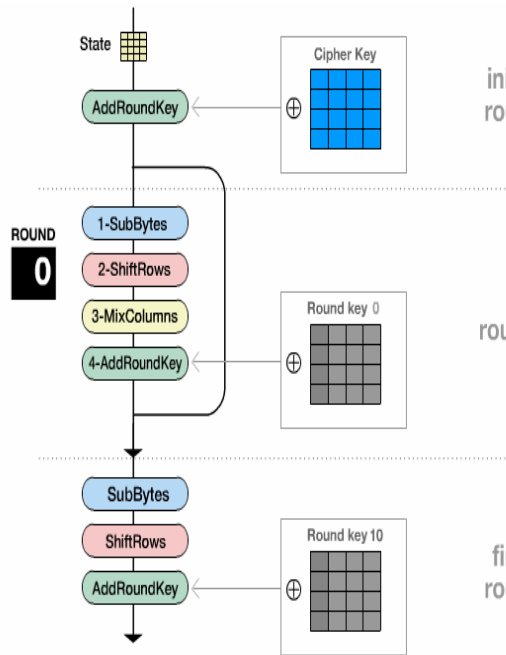 State
Cipher Key
AddRoundKey
⊕
ROUND
0
1-SubBytes
2-ShiftRows
3-MixColumns
4-AddRoundKey
Round key 0
⊕
SubBytes
ShiftRows
AddRoundKey
Round key 10
⊕